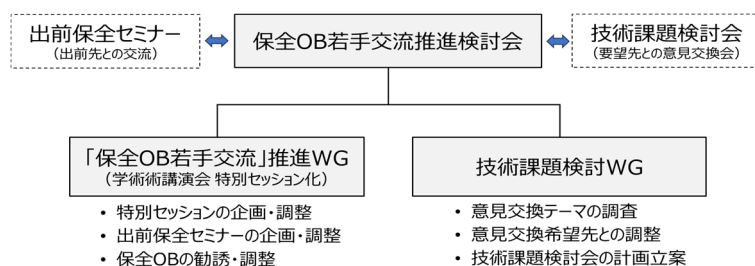 出前保全セミナー
(出前先との交流)
保全OB若手交流推進検討会
技術課題検討会
(要望先との意見交換会)
「保全OB若手交流」推進WG
(学術術講演会 特別セッション化)
• 特別セッションの企画・調整
• 出前保全セミナーの企画・調整
• 保全OBの勧誘・調整
技術課題検討WG
• 意見交換テーマの調査
• 意見交換希望先との調整
• 技術課題検討会の計画立案